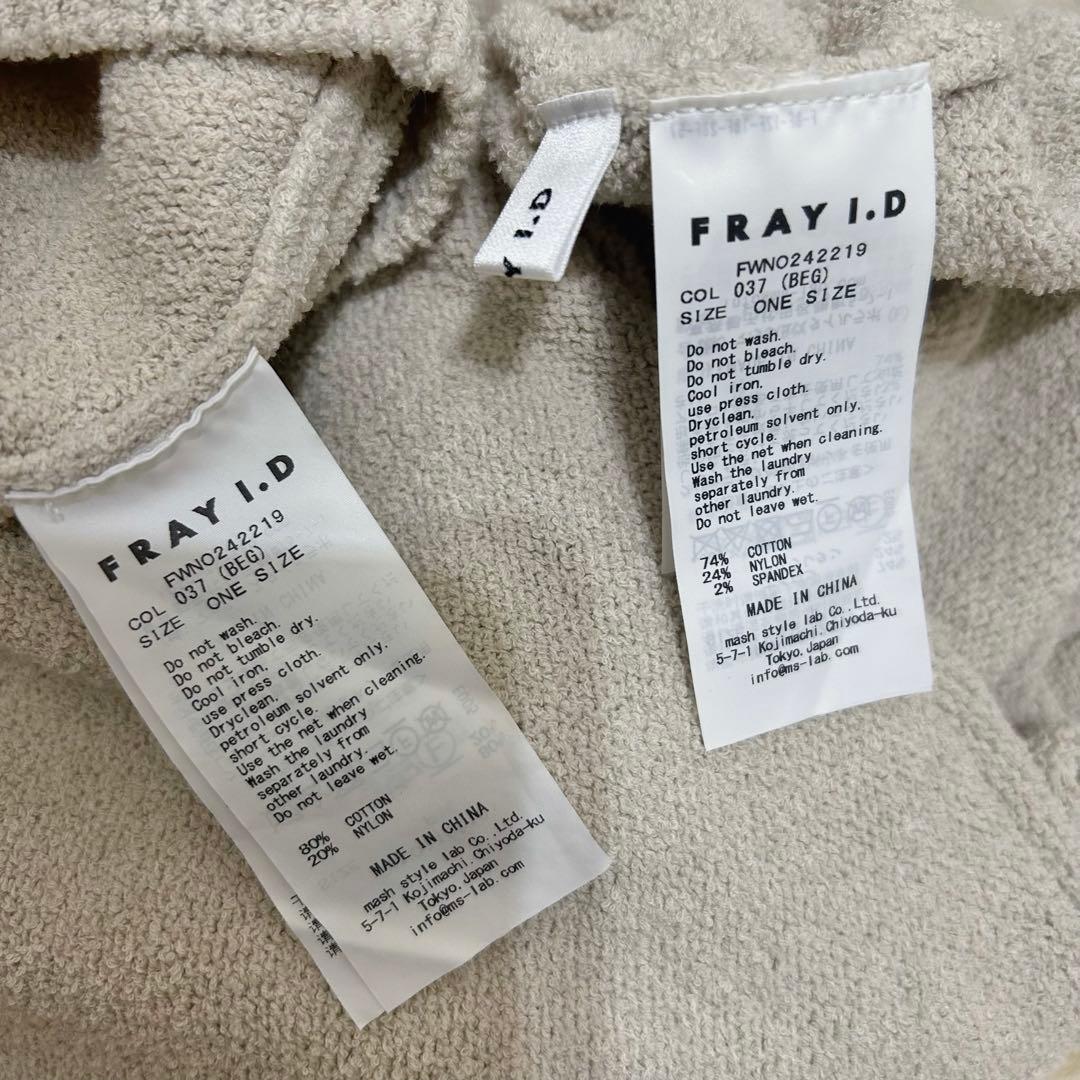 Y I.D
FRAY I.D
FWNO242219
COL 037 (BEG)
SIZE ONE SIZE
Do not wash.
Do not bleach.
Do not tumble dry.
Cool iron.
use press cloth.
Dryclean,
petroleum solvent only,
short cycle.
Use the net when cleaning.
Wash the laundry
separately from
other laundry.
Do not leave wet.
74% COTTON
24% NYLON
2% SPANDEX
MADE IN CHINA
mash style lab Co.,Ltd.
5-7-1 Kojimachi,Chiyoda-ku
Tokyo,Japan
info@ms-lab.com
FRAY I.D
FWNO242219
COL 037 (BEG)
SIZE ONE SIZE
Do not wash.
Do not bleach.
Do not tumble dry.
Cool iron.
use press cloth.
Dryclean,
petroleum solvent only,
short cycle.
Use the net when cleaning.
Wash the laundry
separately from
other laundry.
Do not leave wet.
80% COTTON
20% NYLON
MADE IN CHINA
mash style lab Co.,Ltd.
5-7-1 Kojimachi,Chiyoda-ku
Tokyo,Japan
info@ms-lab.com